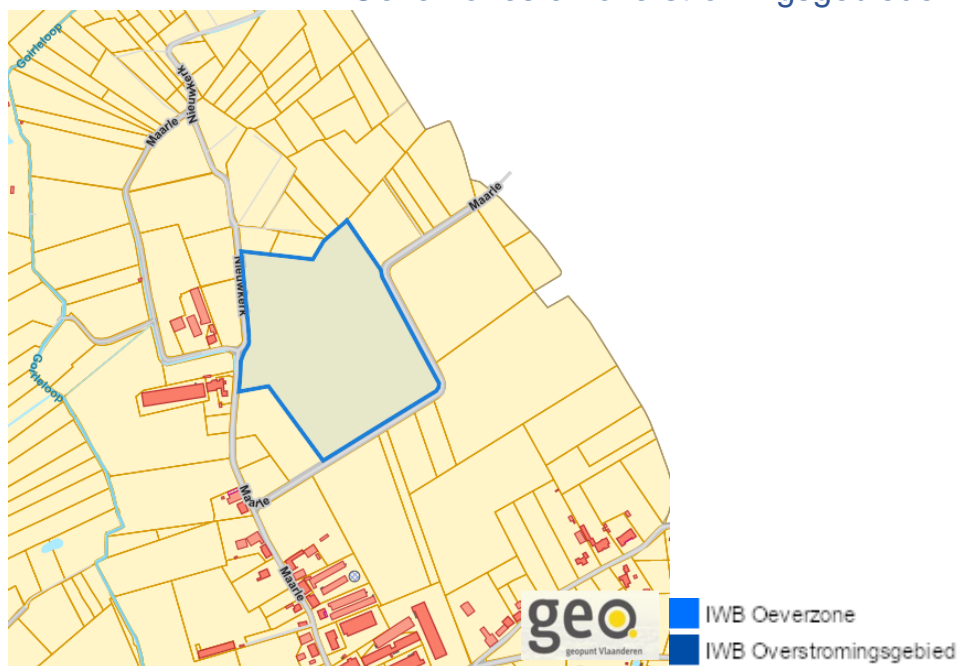 Goirleloop
Nieuwkerk
Maarle
Maarle
Nieuwkerk
Goirleloop
Maarle
Maarle
geo.
geopunt Vlaanderen
IWB Oeverzone
IWB Overstromingsgebied